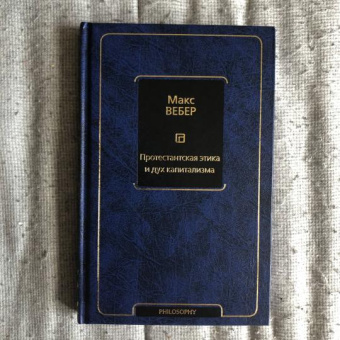 Макс
ВЕБЕР
Протестантская этика
и дух капитализма
PHILOSOPHY